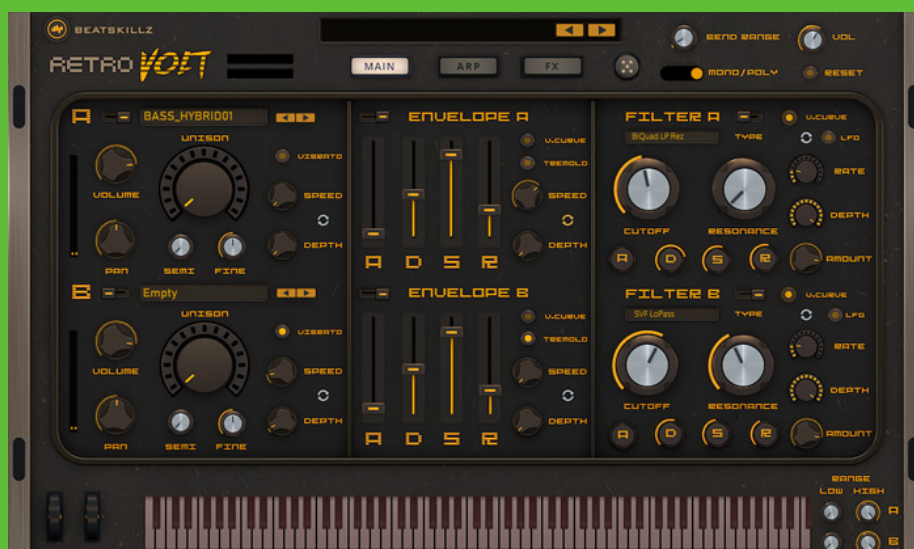 BEATSKILLZ
RETRO VOLT
MAIN ARP FX
BEND RANGE VOL
MONO/POLY RESET
A BASS_HYBRID01
UNISON
VIBRATO
VOLUME SPEED
PAN SEMI FINE DEPTH
ENVELOPE A
V.CURVE
TREMOLO
SPEED
DEPTH
A D S R
FILTER A V.CURVE
BiQuad LP Rez TYPE LFO
RATE
DEPTH
CUTOFF RESONANCE
A D S R AMOUNT
B Empty
UNISON
VIBRATO
VOLUME SPEED
PAN SEMI FINE DEPTH
ENVELOPE B
V.CURVE
TREMOLO
SPEED
DEPTH
A D S R
FILTER B V.CURVE
SVF LoPass TYPE LFO
RATE
DEPTH
CUTOFF RESONANCE
A D S R AMOUNT
RANGE
LOW HIGH
A
B